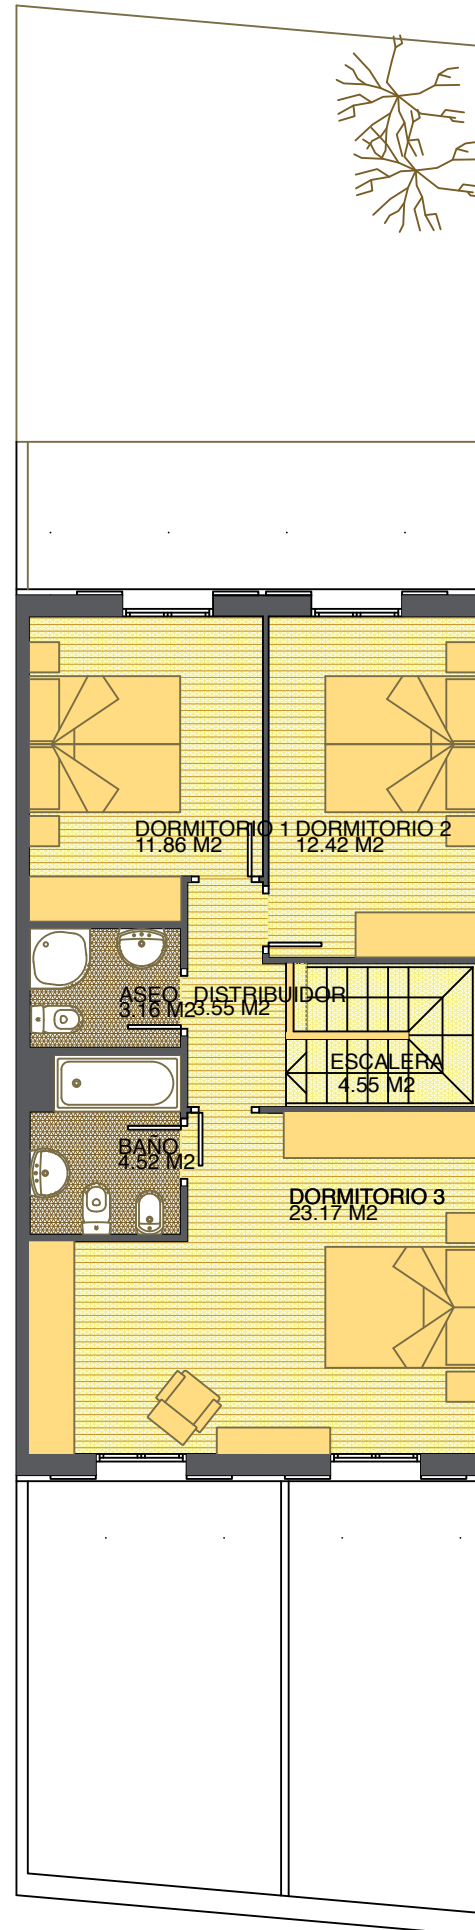 DORMITORIO 1
11.86 M2
DORMITORIO 2
12.42 M2
ASEO
3.16 M2
DISTRIBUIDOR
3.55 M2
ESCALERA
4.55 M2
BAÑO
4.52 M2
DORMITORIO 3
23.17 M2